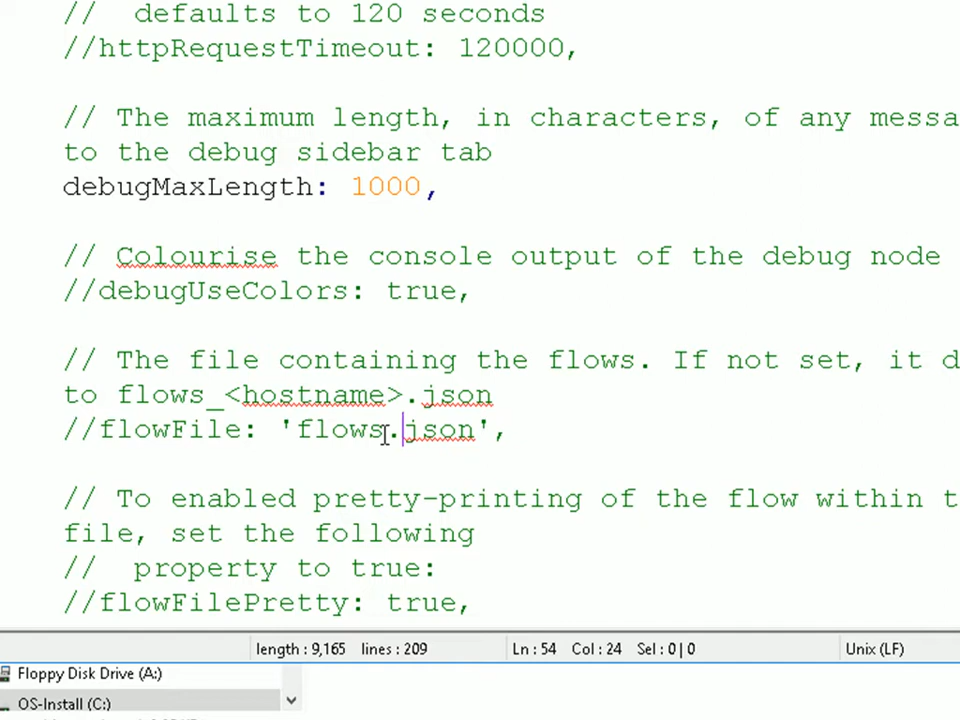 //  defaults to 120 seconds
//httpRequestTimeout: 120000,
// The maximum length, in characters, of any messa
to the debug sidebar tab
debugMaxLength: 1000,
// Colourise the console output of the debug node
//debugUseColors: true,
// The file containing the flows. If not set, it d
to flows_<hostname>.json
//flowFile: 'flows.json',
// To enabled pretty-printing of the flow within t
file, set the following
//  property to true:
//flowFilePretty: true,
length : 9,165 lines : 209 Ln : 54 Col : 24 Sel : 0 | 0 Unix (LF)
Floppy Disk Drive (A:)
OS-Install (C:)